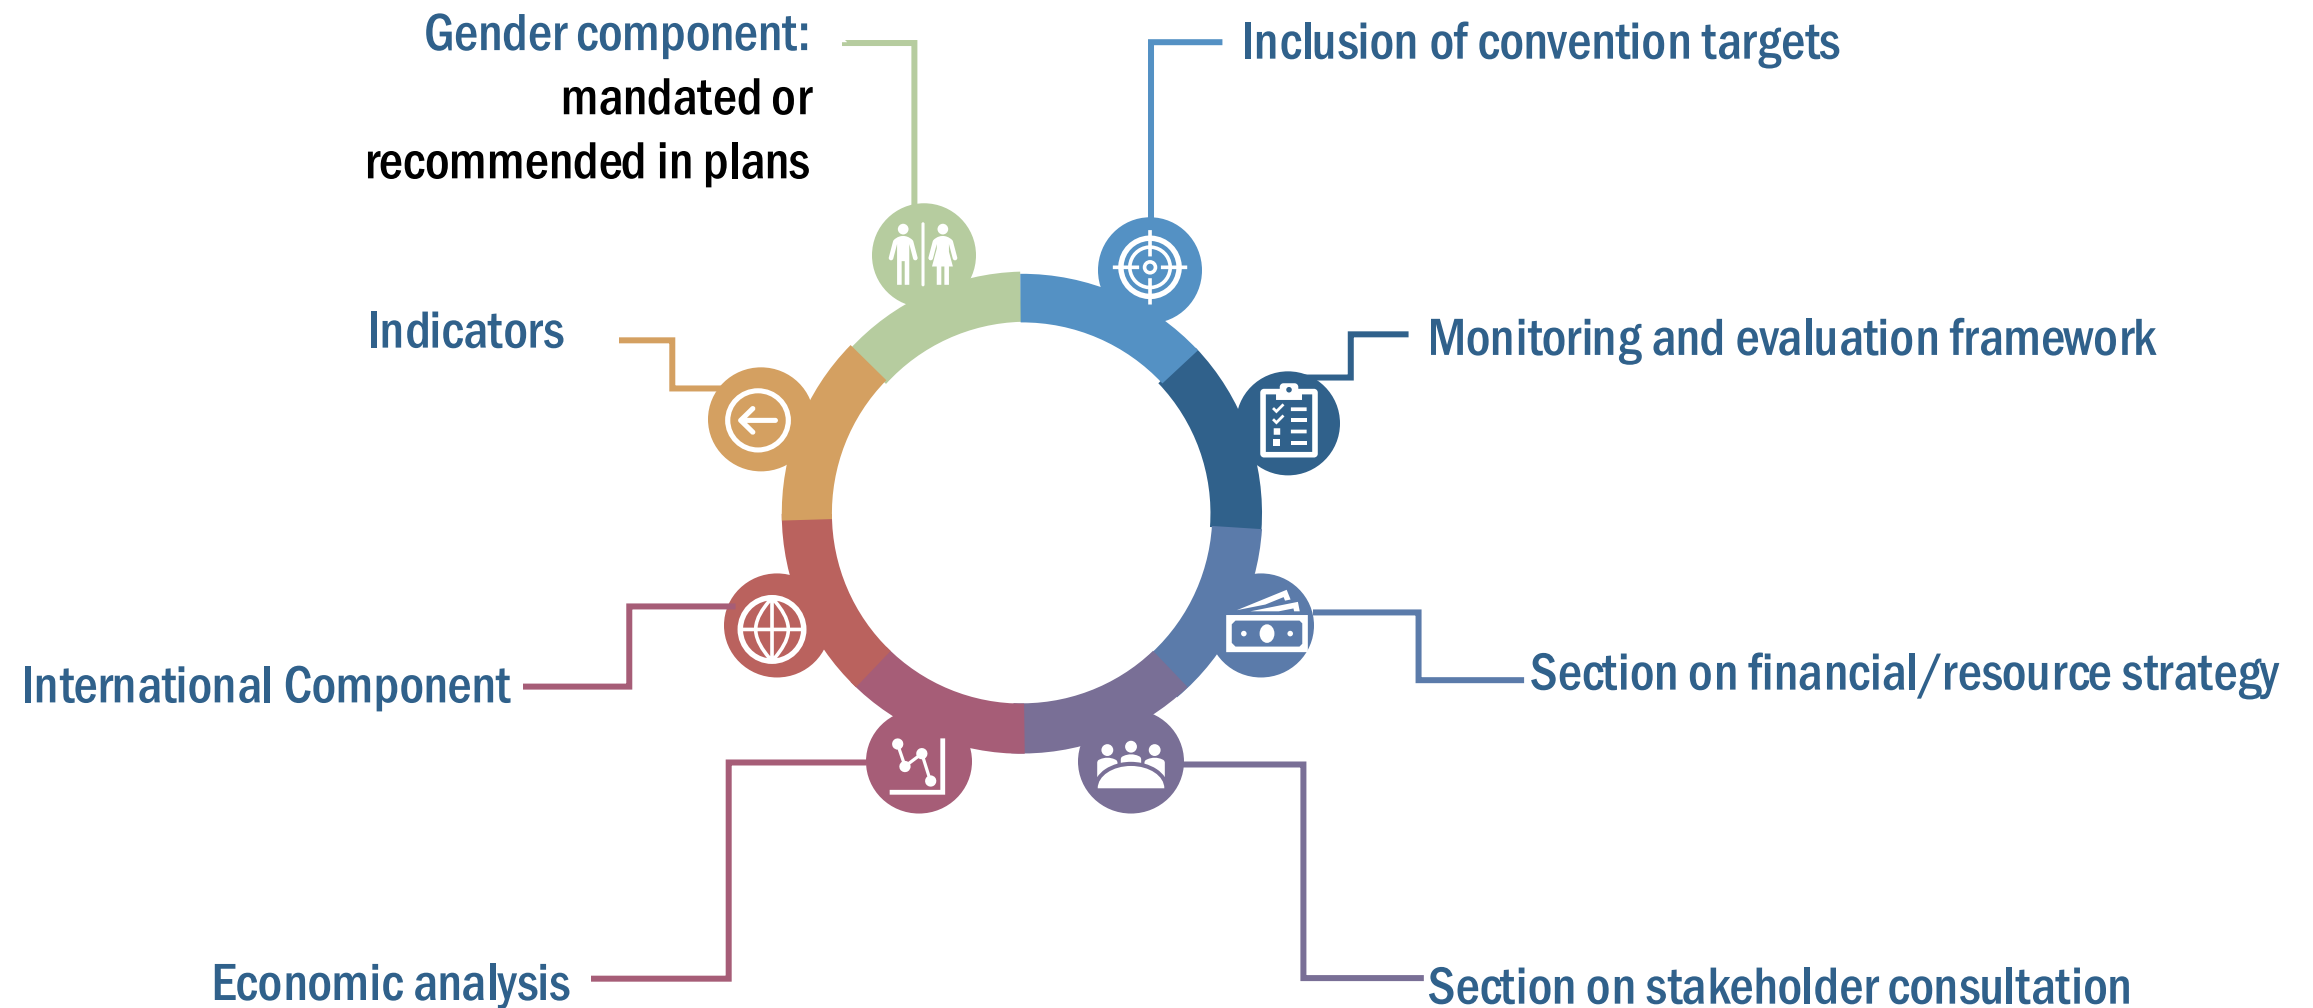 Gender component:
mandated or
recommended in plans
Inclusion of convention targets
Indicators
Monitoring and evaluation framework
International Component
Section on financial/resource strategy
Economic analysis
Section on stakeholder consultation